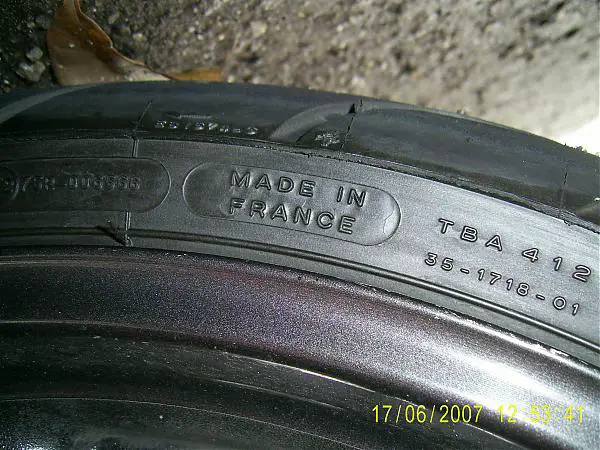 MADE IN
FRANCE
TBA 412
35-1718-01
17/06/2007 12:53:41